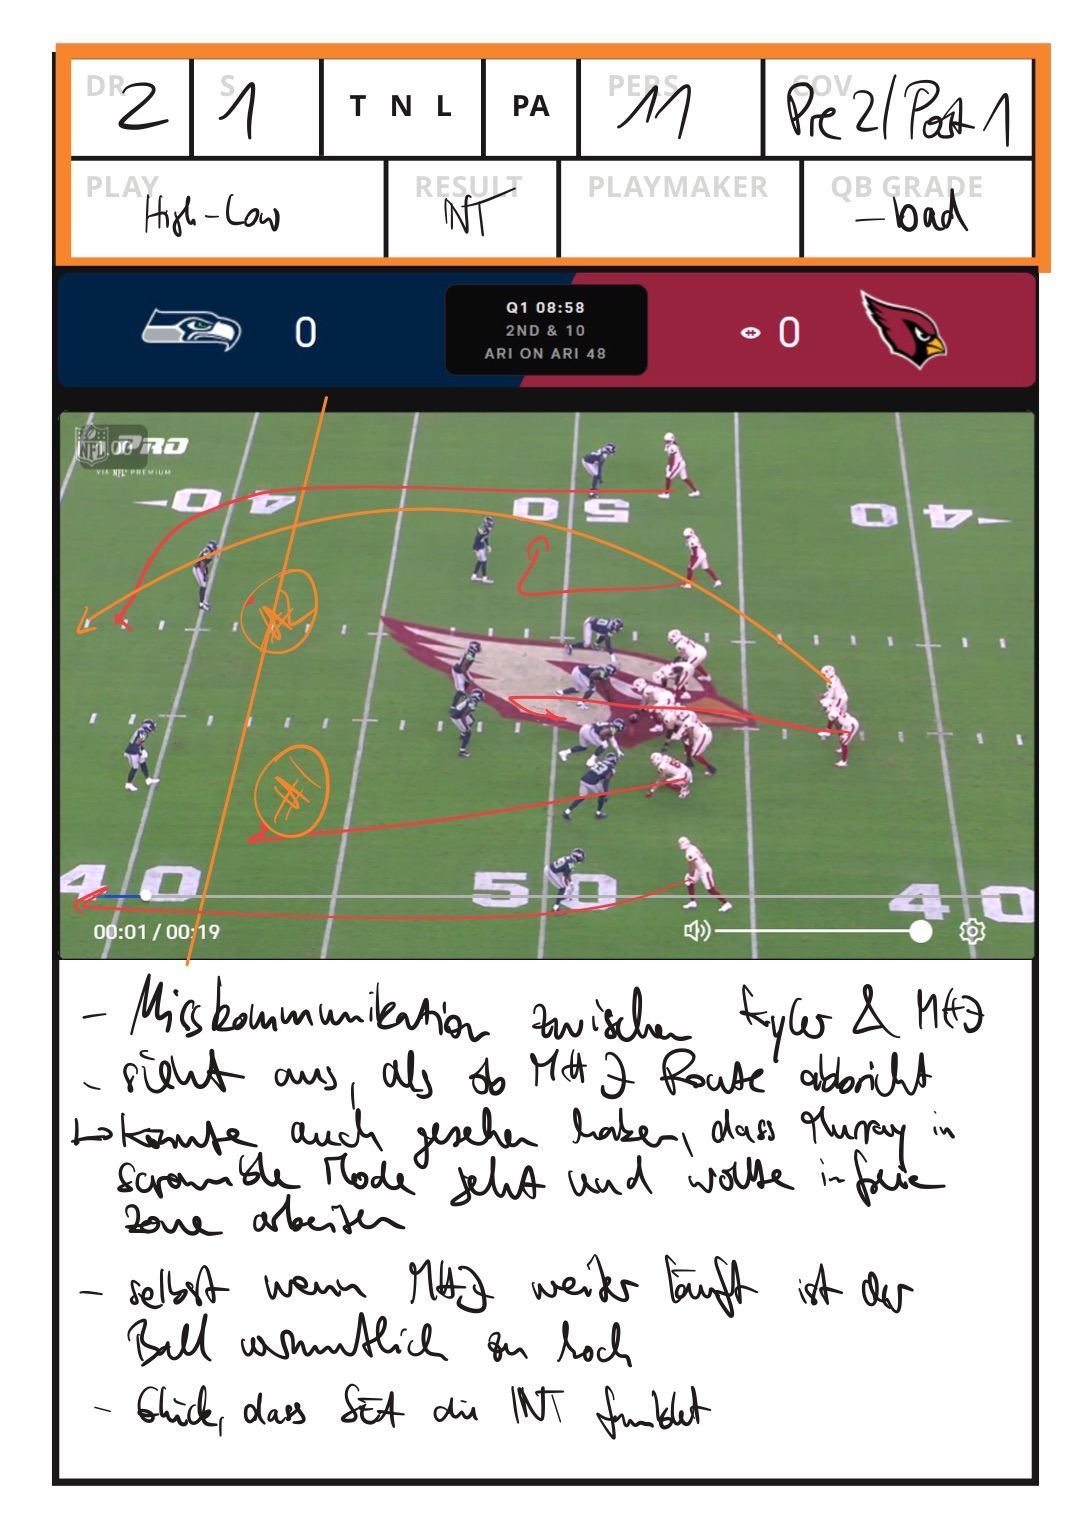 DR 2 S 1 T N L PA PERS 11 COV Pre 2/Post 1
PLAY High-Low RESULT INT PLAYMAKER QB GRADE - bad
0 Q1 08:58 0
2ND & 10
ARI ON ARI 48
NFL PRO
VIA NFL+ PREMIUM
40 50 40
40 50 40
00:01 / 00:19
- Misskommunikation zwischen Kyler & MHJ
- sieht aus, als ob MHJ Route abbricht
↳ könnte auch gesehen haben, dass Murray in
Scramble Mode geht und wollte in freie
Zone arbeiten
- selbst wenn MHJ weiter läuft ist der
Ball vermutlich zu hoch
- Glück, dass SEA die INT fumblet